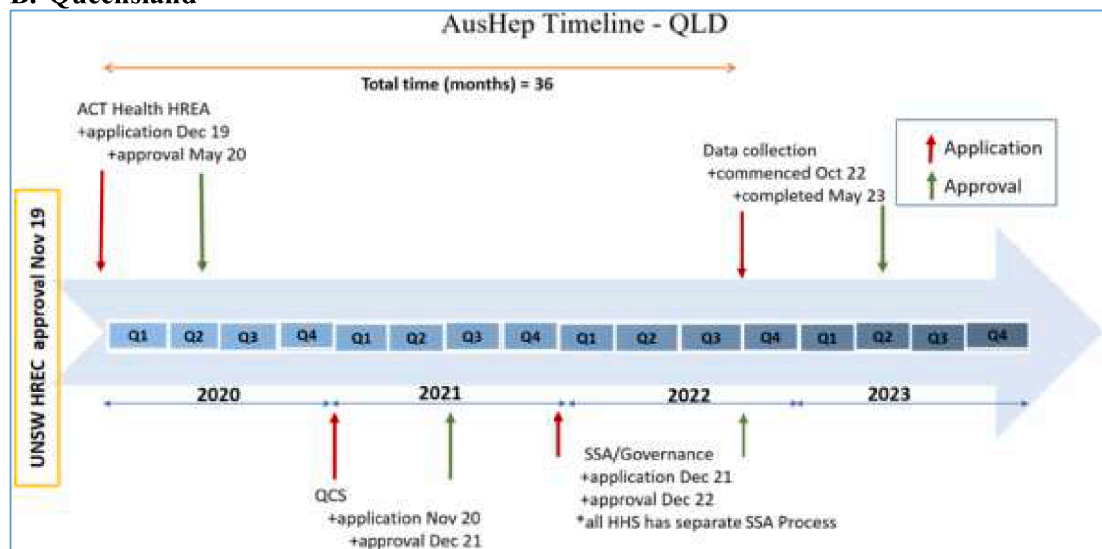 B. Queensland
AusHep Timeline - QLD
Total time (months) = 36
ACT Health HREA
+application Dec 19
+approval May 20
Data collection
+commenced Oct 22
+completed May 23
Application
Approval
UNSW HREC approval Nov 19
Q1 Q2 Q3 Q4 Q1 Q2 Q3 Q4 Q1 Q2 Q3 Q4 Q1 Q2 Q3 Q4
2020 2021 2022 2023
QCS
+application Nov 20
+approval Dec 21
SSA/Governance
+application Dec 21
+approval Dec 22
*all HHS has separate SSA Process